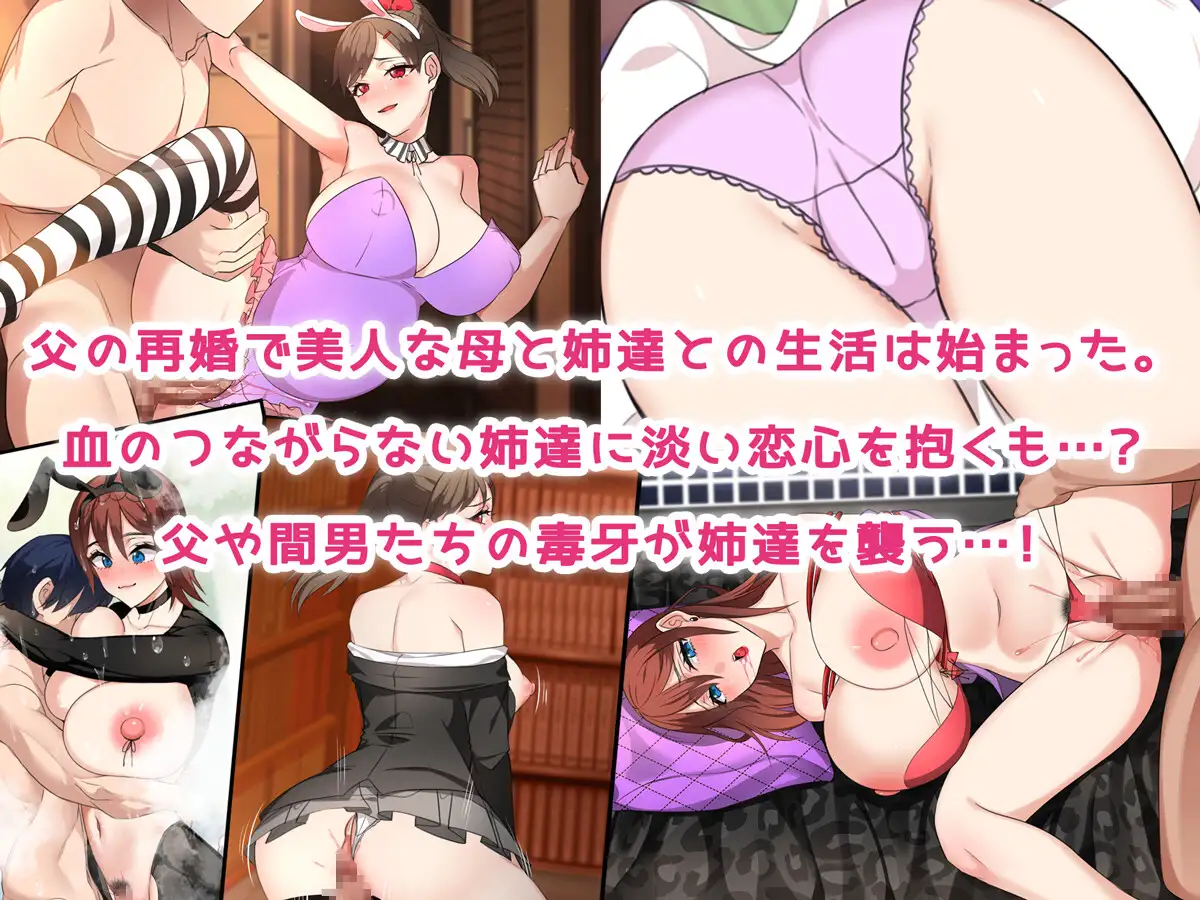 父の再婚で美人な母と姉達との生活は始まった。
血のつながらない姉達に淡い恋心を抱くも…?
父や間男たちの毒牙が姉達を襲う…!